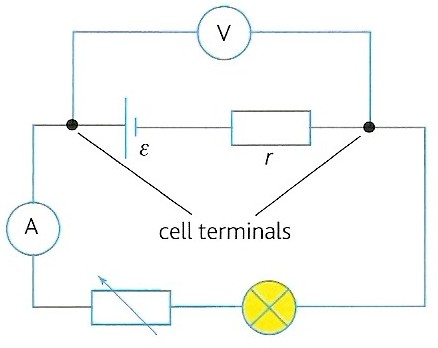 V
ε
r
A
cell terminals